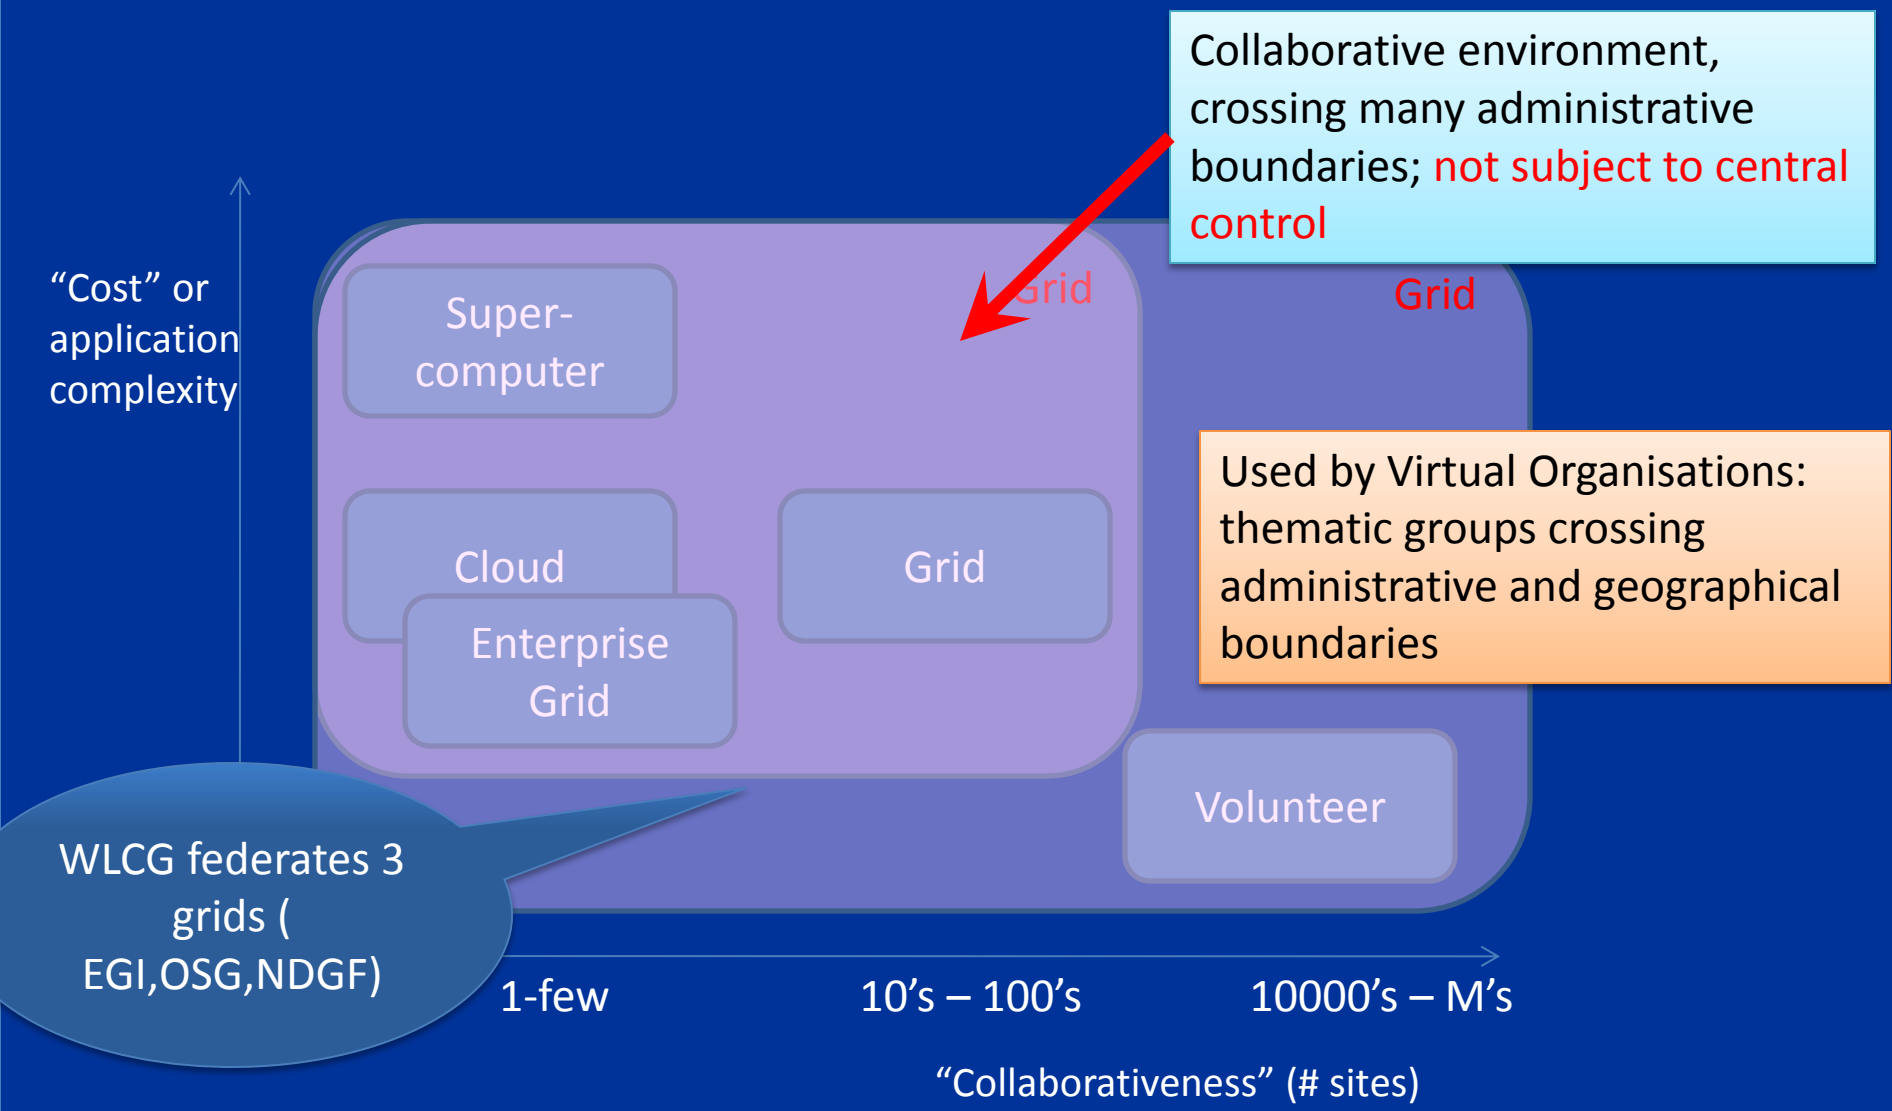 Collaborative environment,
crossing many administrative
boundaries; not subject to central
control
“Cost” or
application
complexity
Super-
computer
Grid
Grid
Cloud
Grid
Enterprise
Grid
Used by Virtual Organisations:
thematic groups crossing
administrative and geographical
boundaries
Volunteer
WLCG federates 3
grids (
EGI,OSG,NDGF)
1-few
10’s – 100’s
10000’s – M’s
“Collaborativeness” (# sites)